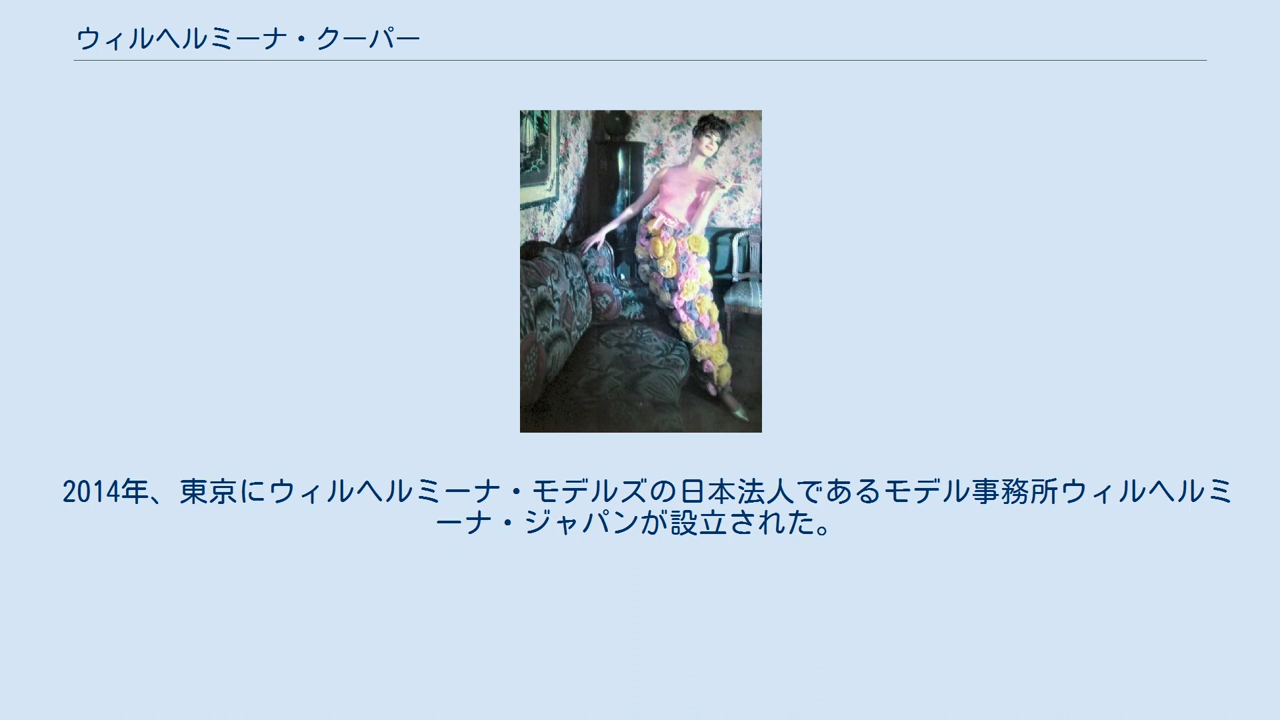 ウィルヘルミーナ・クーパー
2014年、東京にウィルヘルミーナ・モデルズの日本法人であるモデル事務所ウィルヘルミ
ーナ・ジャパンが設立された。